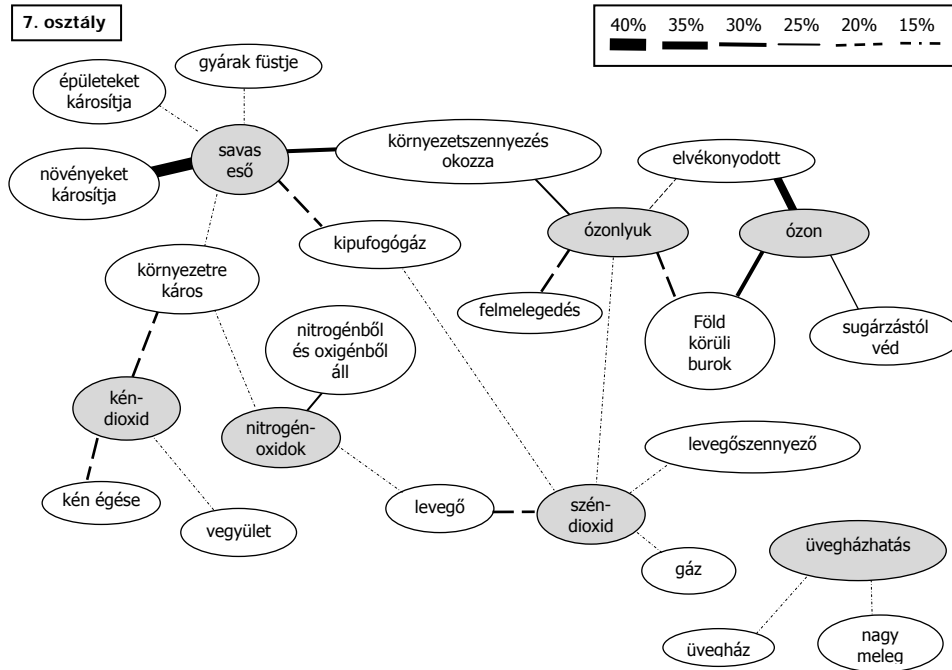 7. osztály
40% 35% 30% 25% 20% 15%
gyárak füstje
épületeket
károsítja
savas
eső
környezetszennyezés
okozza
elvékonyodott
növényeket
károsítja
kipufogógáz
ózonlyuk
ózon
környezetre
káros
felmelegedés
nitrogénből
és oxigénből
áll
Föld
körüli
burok
sugárzástól
véd
kén-
dioxid
nitrogén-
oxidok
levegőszennyező
kén égése
levegő
szén-
dioxid
vegyület
üvegházhatás
gáz
üvegház
nagy
meleg